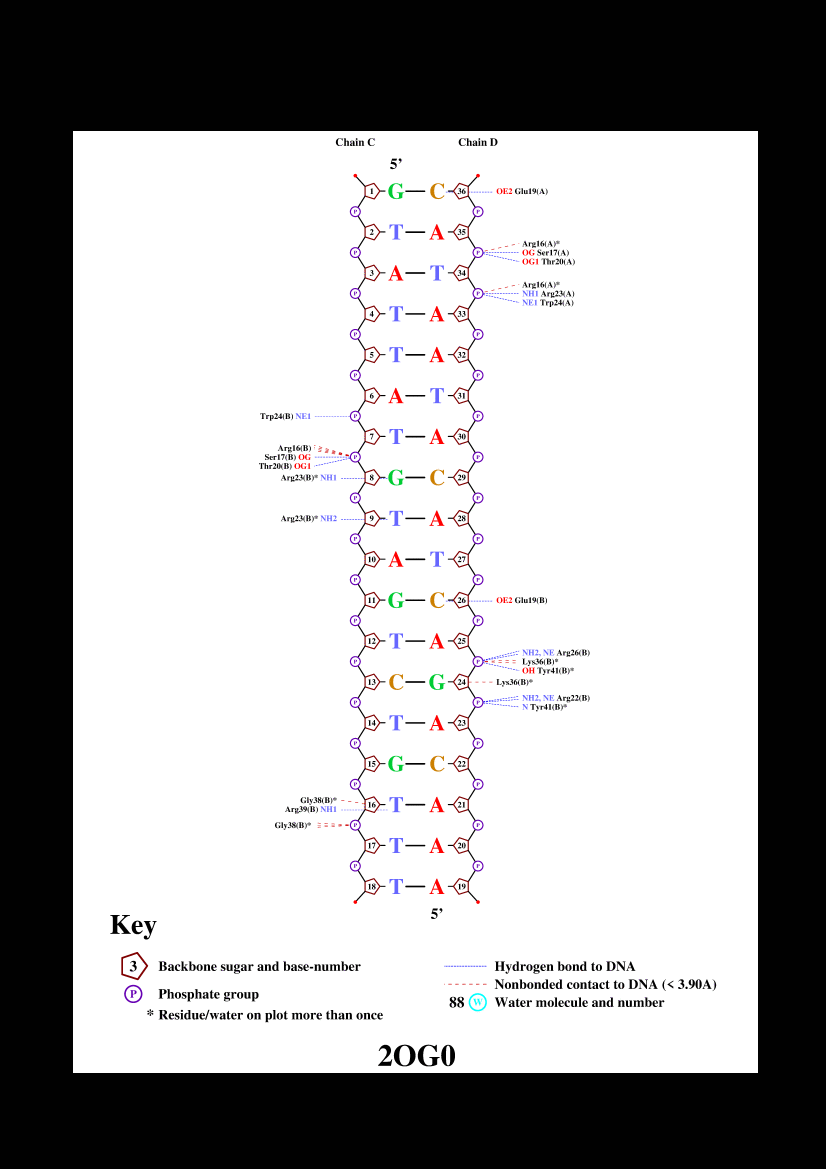 Chain C Chain D
5’
1 G C 36 OE2 Glu19(A)
P P
2 T A 35
Arg16(A)*
P P OG Ser17(A)
OG1 Thr20(A)
3 A T 34
Arg16(A)*
P P NH1 Arg23(A)
NE1 Trp24(A)
4 T A 33
P P
5 T A 32
P P
6 A T 31
Trp24(B) NE1 P P
7 T A 30
Arg16(B)
Ser17(B) OG P P
Thr20(B) OG1
Arg23(B)* NH1 8 G C 29
P P
Arg23(B)* NH2 9 T A 28
P P
10 A T 27
P P
11 G C 26 OE2 Glu19(B)
P P
12 T A 25
NH2, NE Arg26(B)
P P Lys36(B)*
OH Tyr41(B)*
13 C G 24 Lys36(B)*
NH2, NE Arg22(B)
P P
N Tyr41(B)*
14 T A 23
P P
15 G C 22
P P
Gly38(B)* 16 T A 21
Arg39(B) NH1
Gly38(B)* P P
17 T A 20
P P
18 T A 19
5’
Key
3 Backbone sugar and base-number
P Phosphate group
* Residue/water on plot more than once
Hydrogen bond to DNA
Nonbonded contact to DNA (< 3.90A)
88 W Water molecule and number
2OG0